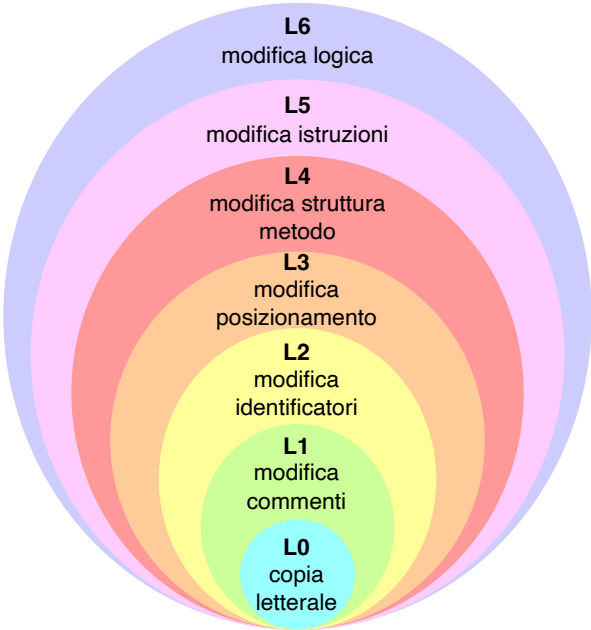 L6
modifica logica
L5
modifica istruzioni
L4
modifica struttura
metodo
L3
modifica
posizionamento
L2
modifica
identificatori
L1
modifica
commenti
L0
copia
letterale